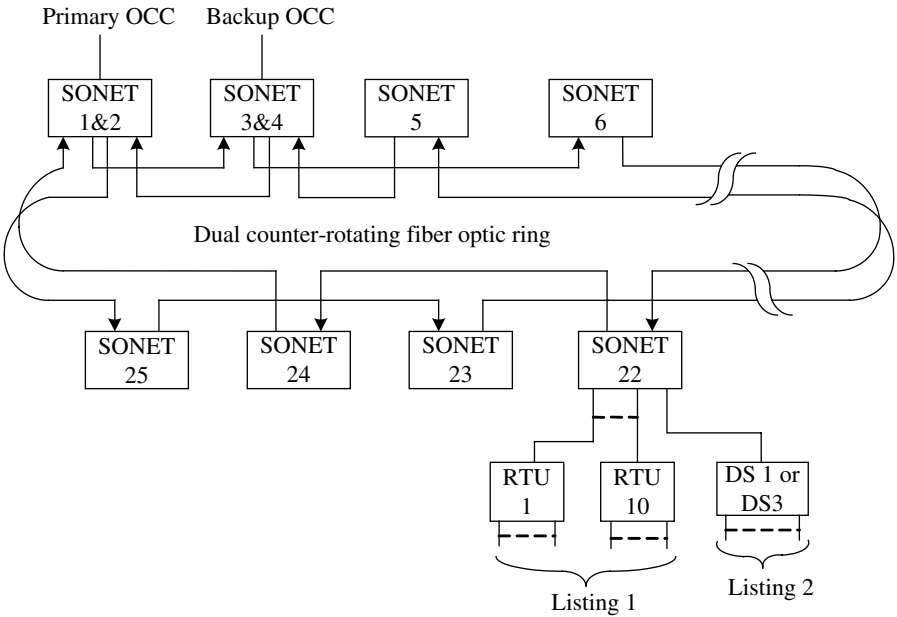 Primary OCC
Backup OCC
SONET
1&2
SONET
3&4
SONET
5
SONET
6
Dual counter-rotating fiber optic ring
SONET
25
SONET
24
SONET
23
SONET
22
RTU
1
RTU
10
DS 1 or
DS3
Listing 1
Listing 2